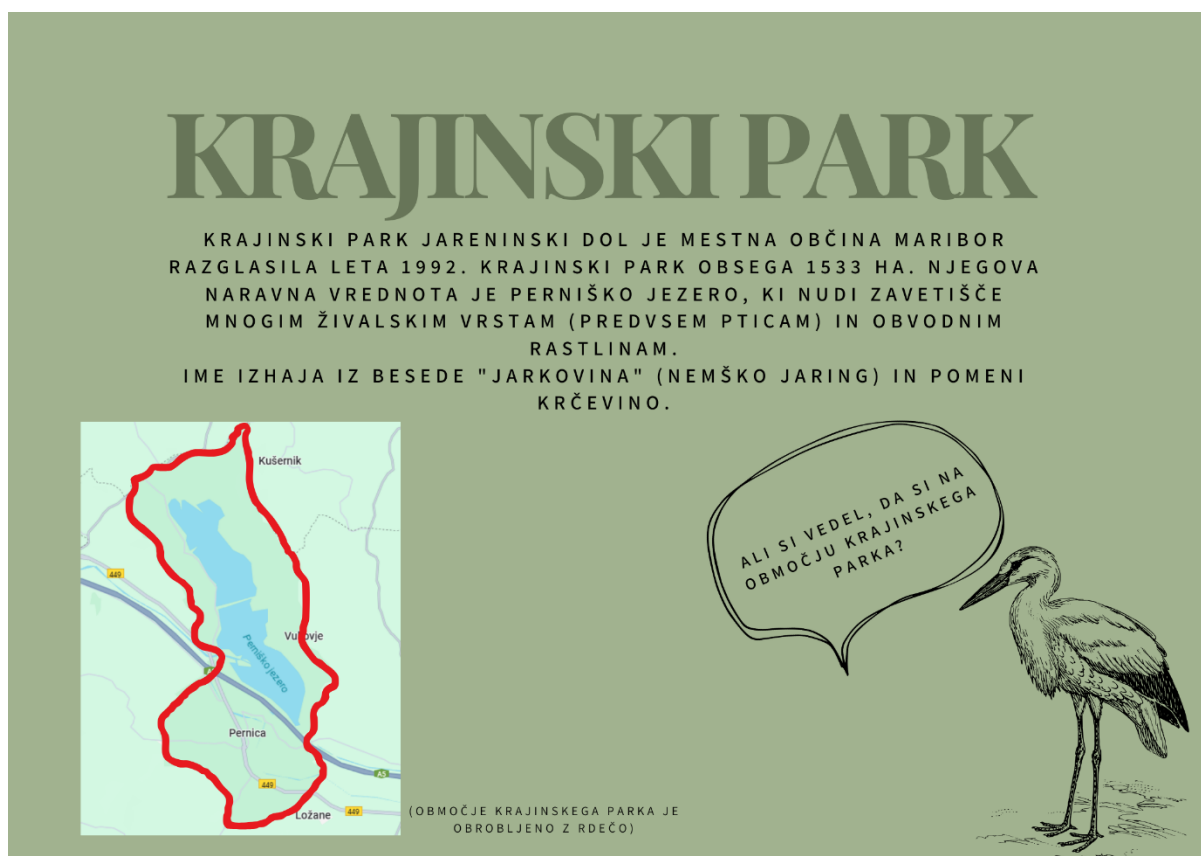 KRAJINSKI PARK
KRAJINSKI PARK JARENINSKI DOL JE MESTNA OBČINA MARIBOR
RAZGLASILA LETA 1992. KRAJINSKI PARK OBSEGA 1533 HA. NJEGOVA
NARAVNA VREDNOTA JE PERNIŠKO JEZERO, KI NUDI ZAVETIŠČE
MNOGIM ŽIVALSKIM VRSTAM (PREDVSEM PTICAM) IN OBVODNIM
RASTLINAM.
IME IZHAJA IZ BESEDE "JARKOVINA" (NEMŠKO JARING) IN POMENI
KRČEVINO.
Kušernik
449
Vukovje
Perniško jezero
Pernica
A5
449
449
Ložane
(OBMOČJE KRAJINSKEGA PARKA JE
OBROBLJENO Z RDEČO)
ALI SI VEDEL, DA SI NA
OBMOČJU KRAJINSKEGA
PARKA?